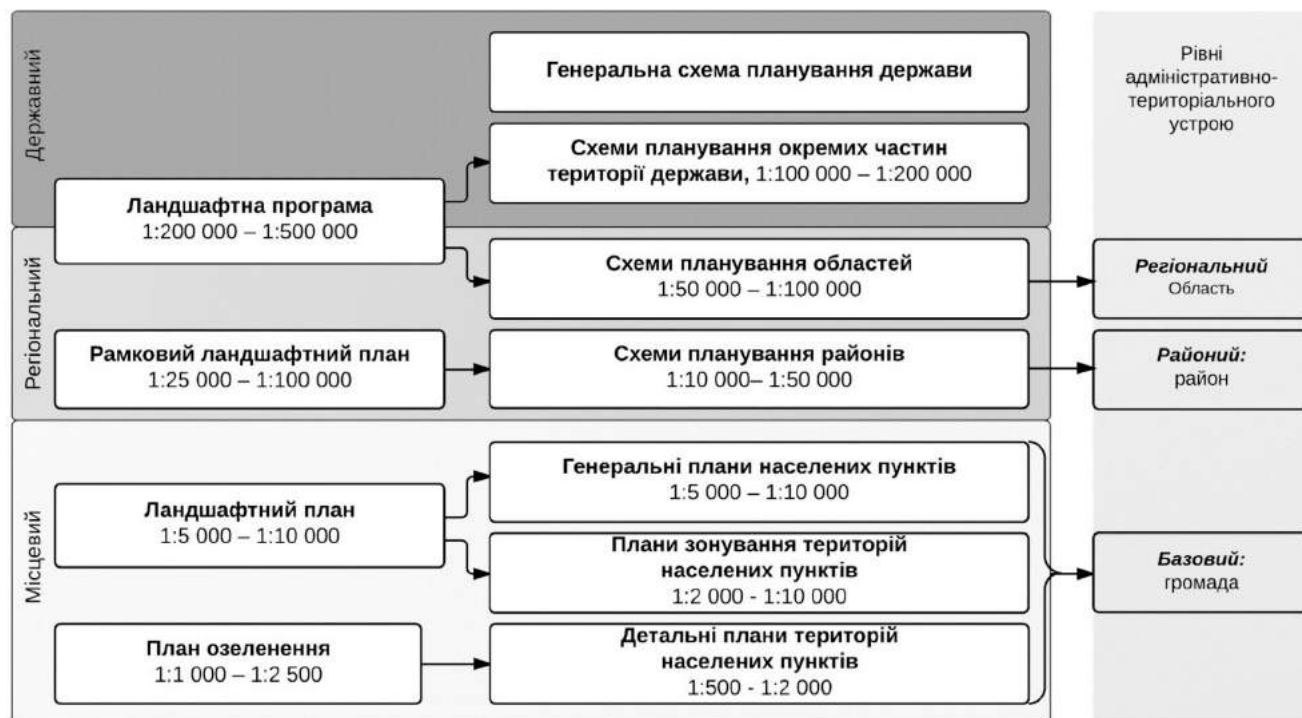 Державний
Генеральна схема планування держави
Схеми планування окремих частин
території держави, 1:100 000 – 1:200 000
Ландшафтна програма
1:200 000 – 1:500 000
Рівні
адміністративно-
територіального
устрою
Регіональний
Схеми планування областей
1:50 000 – 1:100 000
Регіональний
Область
Рамковий ландшафтний план
1:25 000 – 1:100 000
Схеми планування районів
1:10 000– 1:50 000
Районий:
район
Місцевий
Генеральні плани населених пунктів
1:5 000 – 1:10 000
Ландшафтний план
1:5 000 – 1:10 000
Плани зонування територій
населених пунктів
1:2 000 - 1:10 000
Базовий:
громада
План озеленення
1:1 000 – 1:2 500
Детальні плани територій
населених пунктів
1:500 - 1:2 000